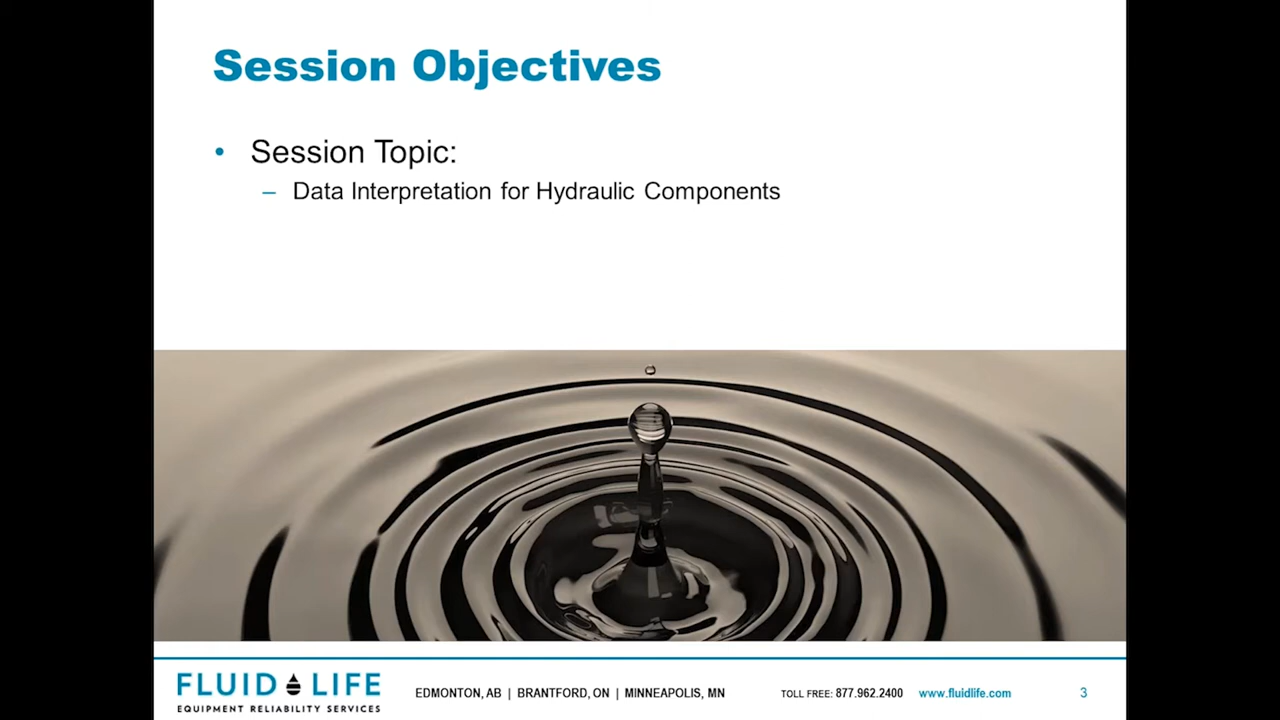 Session Objectives
• Session Topic:
– Data Interpretation for Hydraulic Components
FLUID LIFE
EQUIPMENT RELIABILITY SERVICES
EDMONTON, AB | BRANTFORD, ON | MINNEAPOLIS, MN
TOLL FREE: 877.962.2400 www.fluidlife.com
3